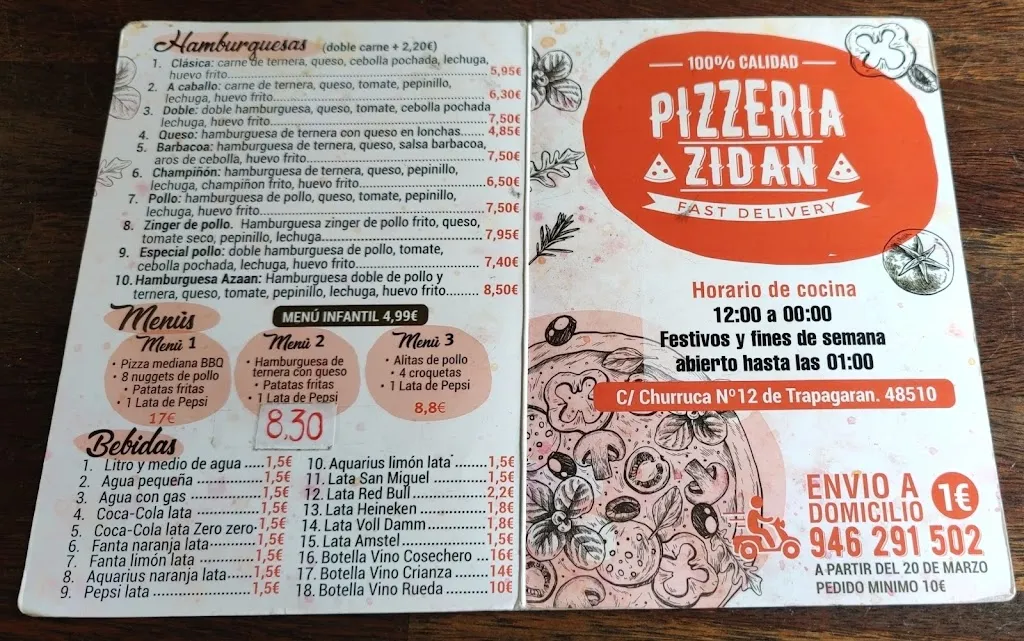 Hamburguesas (doble carne + 2,20€)
1. Clásica: carne de ternera, queso, cebolla pochada, lechuga,
huevo frito..... 5,95€
2. A caballo: carne de ternera, queso, tomate, pepinillo,
lechuga, huevo frito..... 6,30€
3. Doble: doble hamburguesa, queso, tomate, cebolla pochada
lechuga, huevo frito..... 7,50€
4. Queso: hamburguesa de ternera con queso en lonchas..... 4,85€
5. Barbacoa: hamburguesa de ternera, queso, salsa barbacoa,
aros de cebolla, huevo frito..... 7,50€
6. Champiñón: hamburguesa de ternera, queso, pepinillo,
lechuga, champiñon frito, huevo frito..... 6,50€
7. Pollo: hamburguesa de pollo, queso, tomate, pepinillo,
lechuga, huevo frito..... 7,50€
8. Zinger de pollo. Hamburguesa zinger de pollo frito, queso,
tomate seco, pepinillo, lechuga..... 7,95€
9. Especial pollo: doble hamburguesa de pollo, tomate,
cebolla pochada, lechuga, huevo frito..... 7,40€
10. Hamburguesa Azaan: Hamburguesa doble de pollo y
ternera, queso, tomate, pepinillo, lechuga, huevo frito..... 8,50€
Menús
MENÚ INFANTIL 4,99€
Menú 1
• Pizza mediana BBQ
• 8 nuggets de pollo
• Patatas fritas
• 1 Lata de Pepsi
17€
Menú 2
• Hamburguesa de
ternera con queso
• Patatas fritas
• 1 Lata de Pepsi
8.30
Menú 3
• Alitas de pollo
• 4 croquetas
• 1 Lata de Pepsi
8,8€
Bebidas
1. Litro y medio de agua ..... 1,5€
2. Agua pequeña ..... 1,5€
3. Agua con gas ..... 1,5€
4. Coca-Cola lata ..... 1,5€
5. Coca-Cola lata Zero zero..... 1,5€
6. Fanta naranja lata..... 1,5€
7. Fanta limón lata..... 1,5€
8. Aquarius naranja lata..... 1,5€
9. Pepsi lata ..... 1,5€
10. Aquarius limón lata ..... 1,5€
11. Lata San Miguel ..... 1,5€
12. Lata Red Bull..... 2,2€
13. Lata Heineken ..... 1,8€
14. Lata Voll Damm..... 1,8€
15. Lata Amstel ..... 1,5€
16. Botella Vino Cosechero ..... 16€
17. Botella Vino Crianza ..... 14€
18. Botella Vino Rueda ..... 10€
100% CALIDAD
PIZZERIA
ZIDAN
FAST DELIVERY
Horario de cocina
12:00 a 00:00
Festivos y fines de semana
abierto hasta las 01:00
C/ Churruca Nº12 de Trapagaran. 48510
ENVIO A
DOMICILIO 1€
946 291 502
A PARTIR DEL 20 DE MARZO
PEDIDO MINIMO 10€